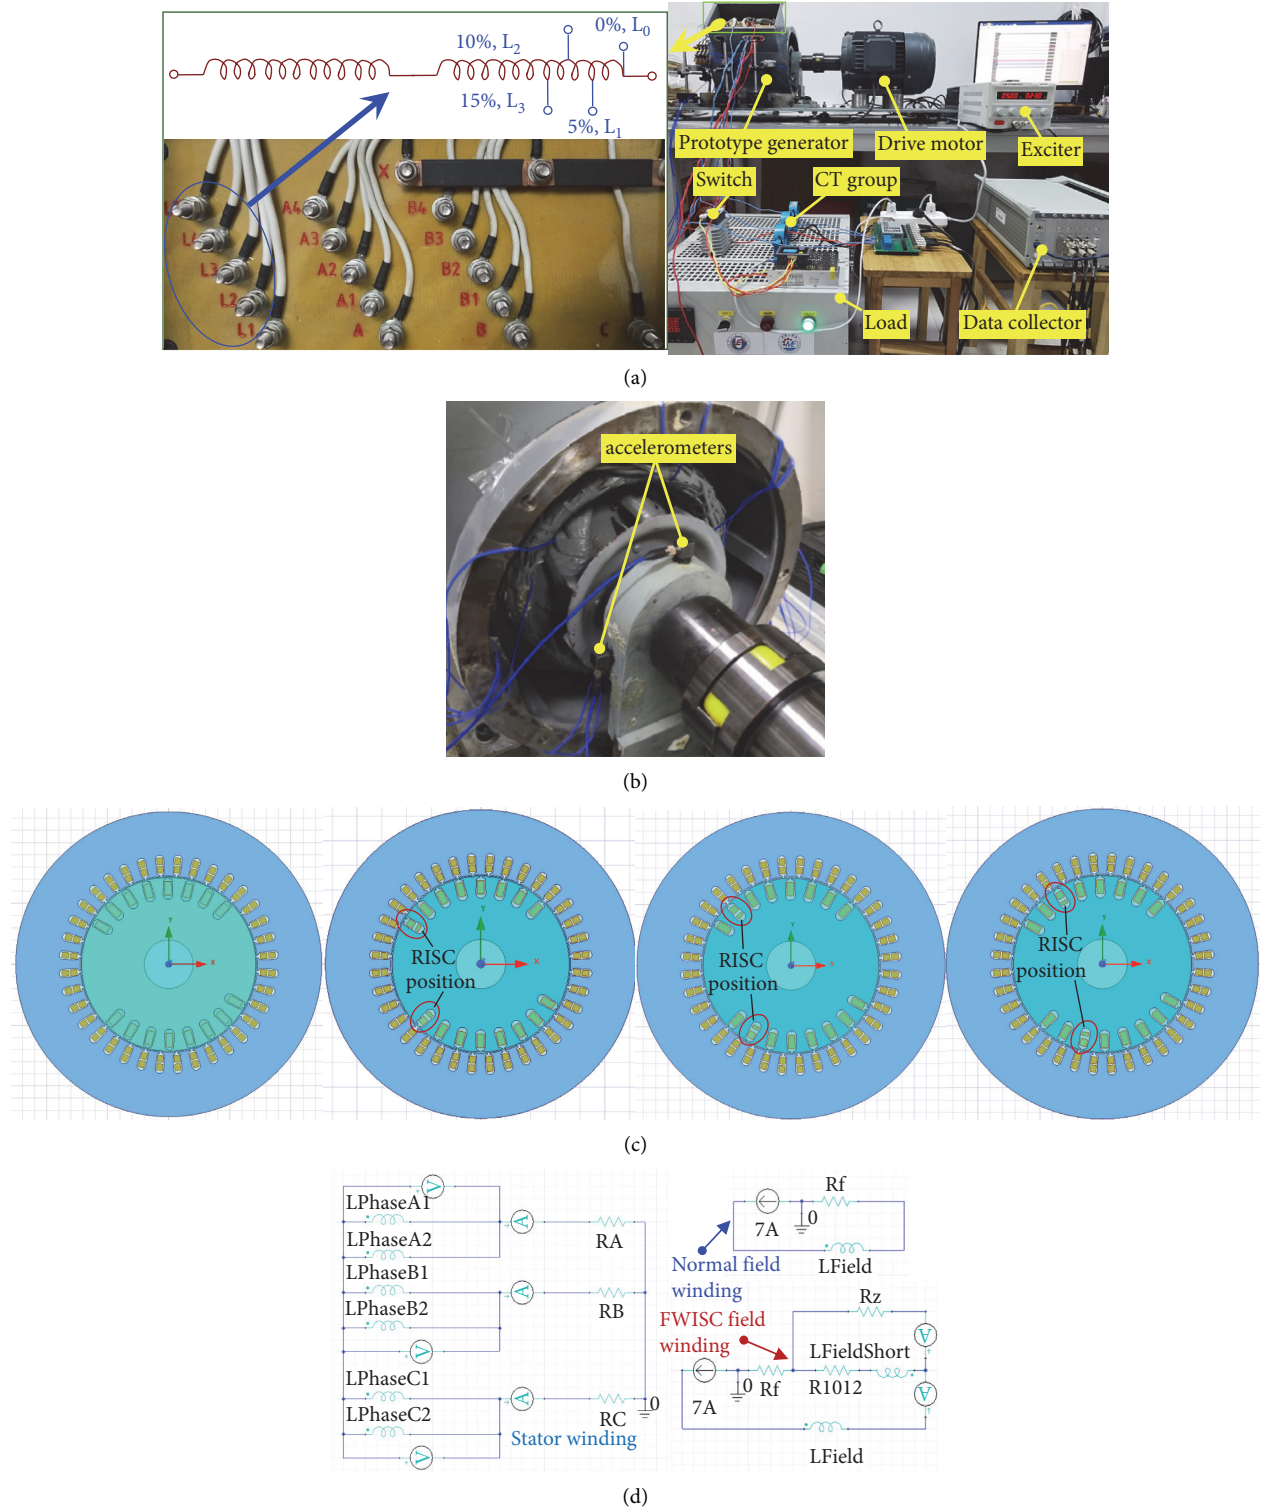 0%, L0
10%, L2
15%, L3
5%, L1
X
A4
B4
L4
A3
B3
L3
A2
B2
L2
A1
B1
L1
A
B
C
Prototype generator
Drive motor
Exciter
Switch
CT group
Load
Data collector
(a)
accelerometers
(b)
Y
X
Y
X
RISC
position
Y
X
RISC
position
Y
X
RISC
position
(c)
V
LPhaseA1
A
RA
LPhaseA2
LPhaseB1
A
RB
LPhaseB2
V
LPhaseC1
A
RC
0
LPhaseC2
V
Stator winding
Rf
7A
0
Normal field
winding
LField
Rz
FWISC field
winding
LFieldShort
A
Rf
R1012
A
7A
0
LField
(d)